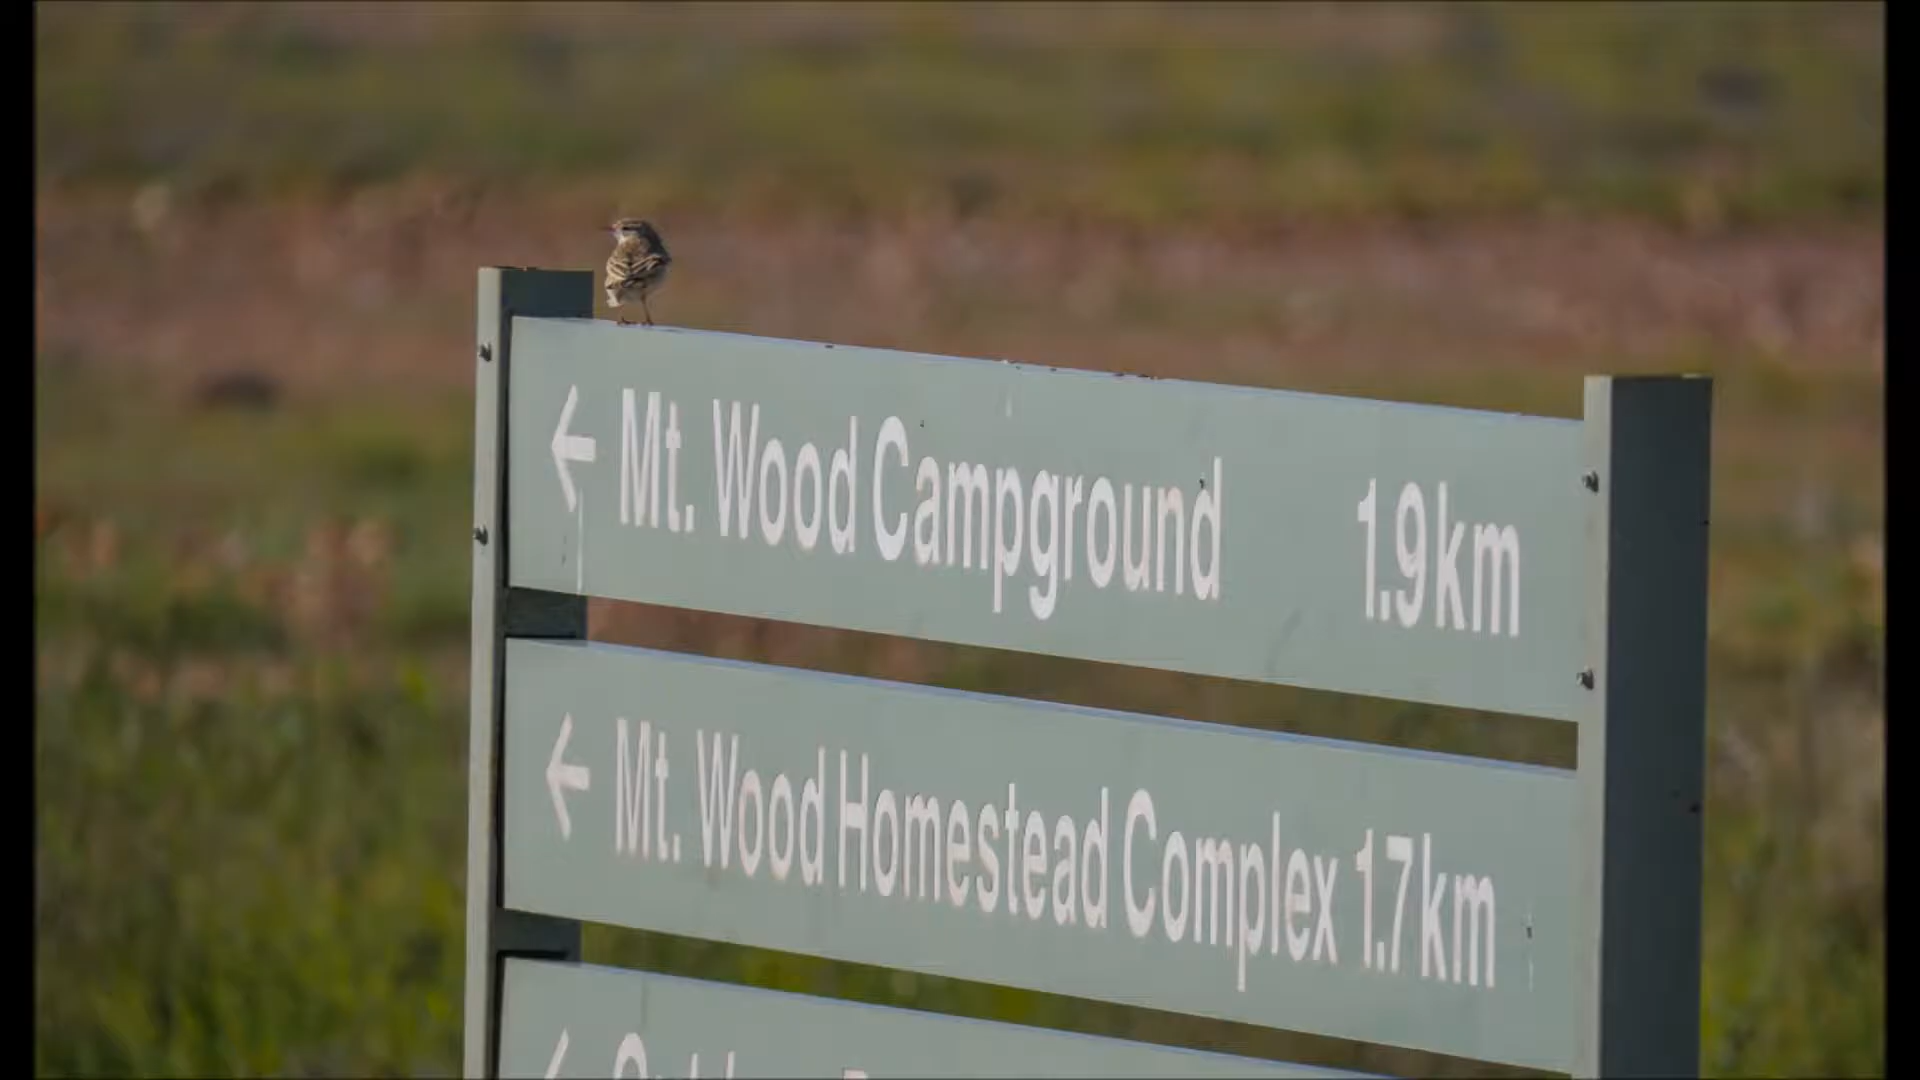 ← Mt. Wood Campground 1.9km
← Mt. Wood Homestead Complex 1.7km